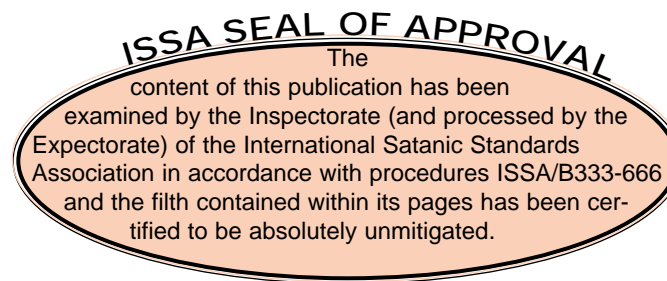 ISSA SEAL OF APPROVAL
The
content of this publication has been
examined by the Inspectorate (and processed by the
Expectorate) of the International Satanic Standards
Association in accordance with procedures ISSA/B333-666
and the filth contained within its pages has been cer-
tified to be absolutely unmitigated.